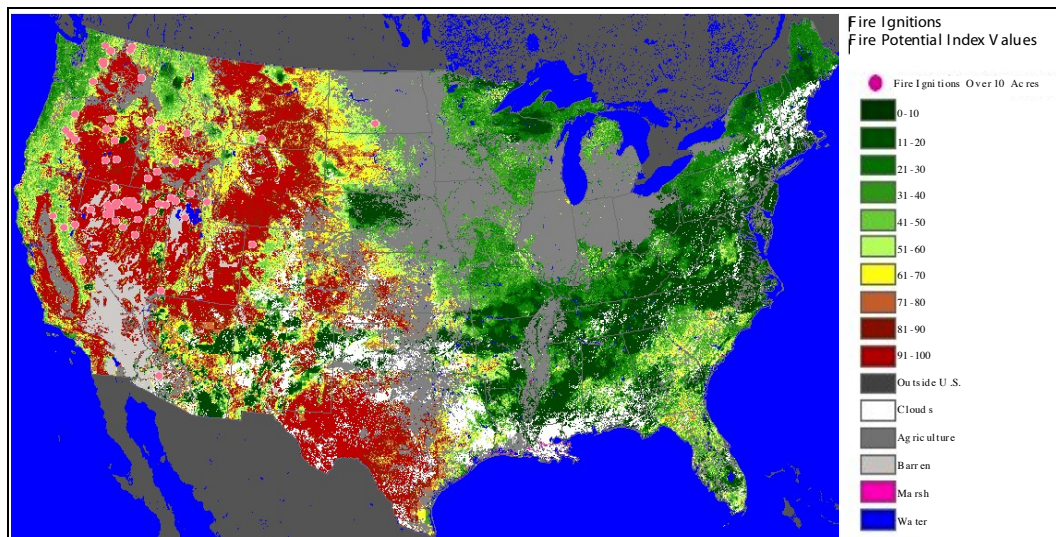 Fire Ignitions
Fire Potential Index Values
Fire Ignitions Over 10 Acres
0-10
11-20
21-30
31-40
41-50
51-60
61-70
71-80
81-90
91-100
Outside U.S.
Clouds
Agriculture
Barren
Marsh
Water